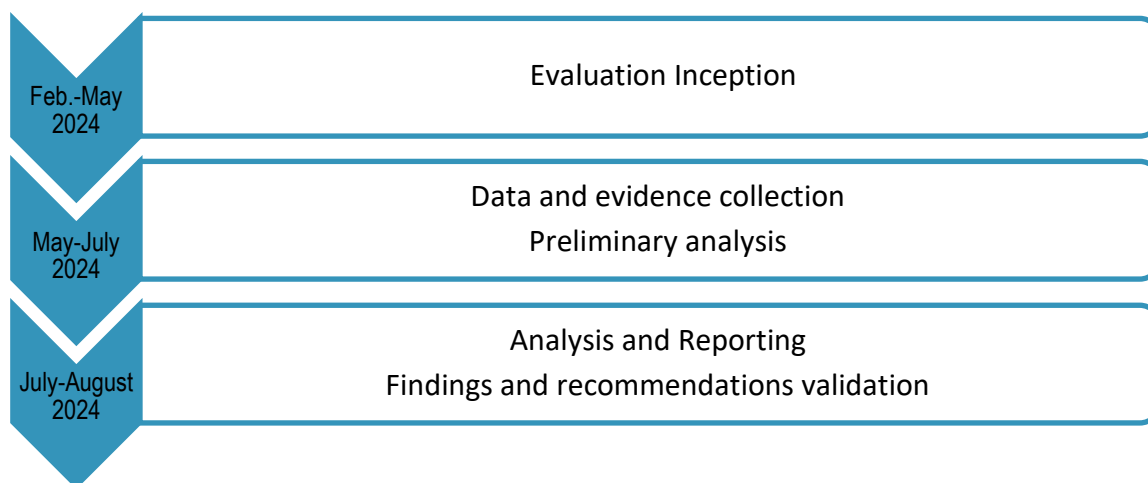 Feb.-May
2024
Evaluation Inception
May-July
2024
Data and evidence collection
Preliminary analysis
July-August
2024
Analysis and Reporting
Findings and recommendations validation